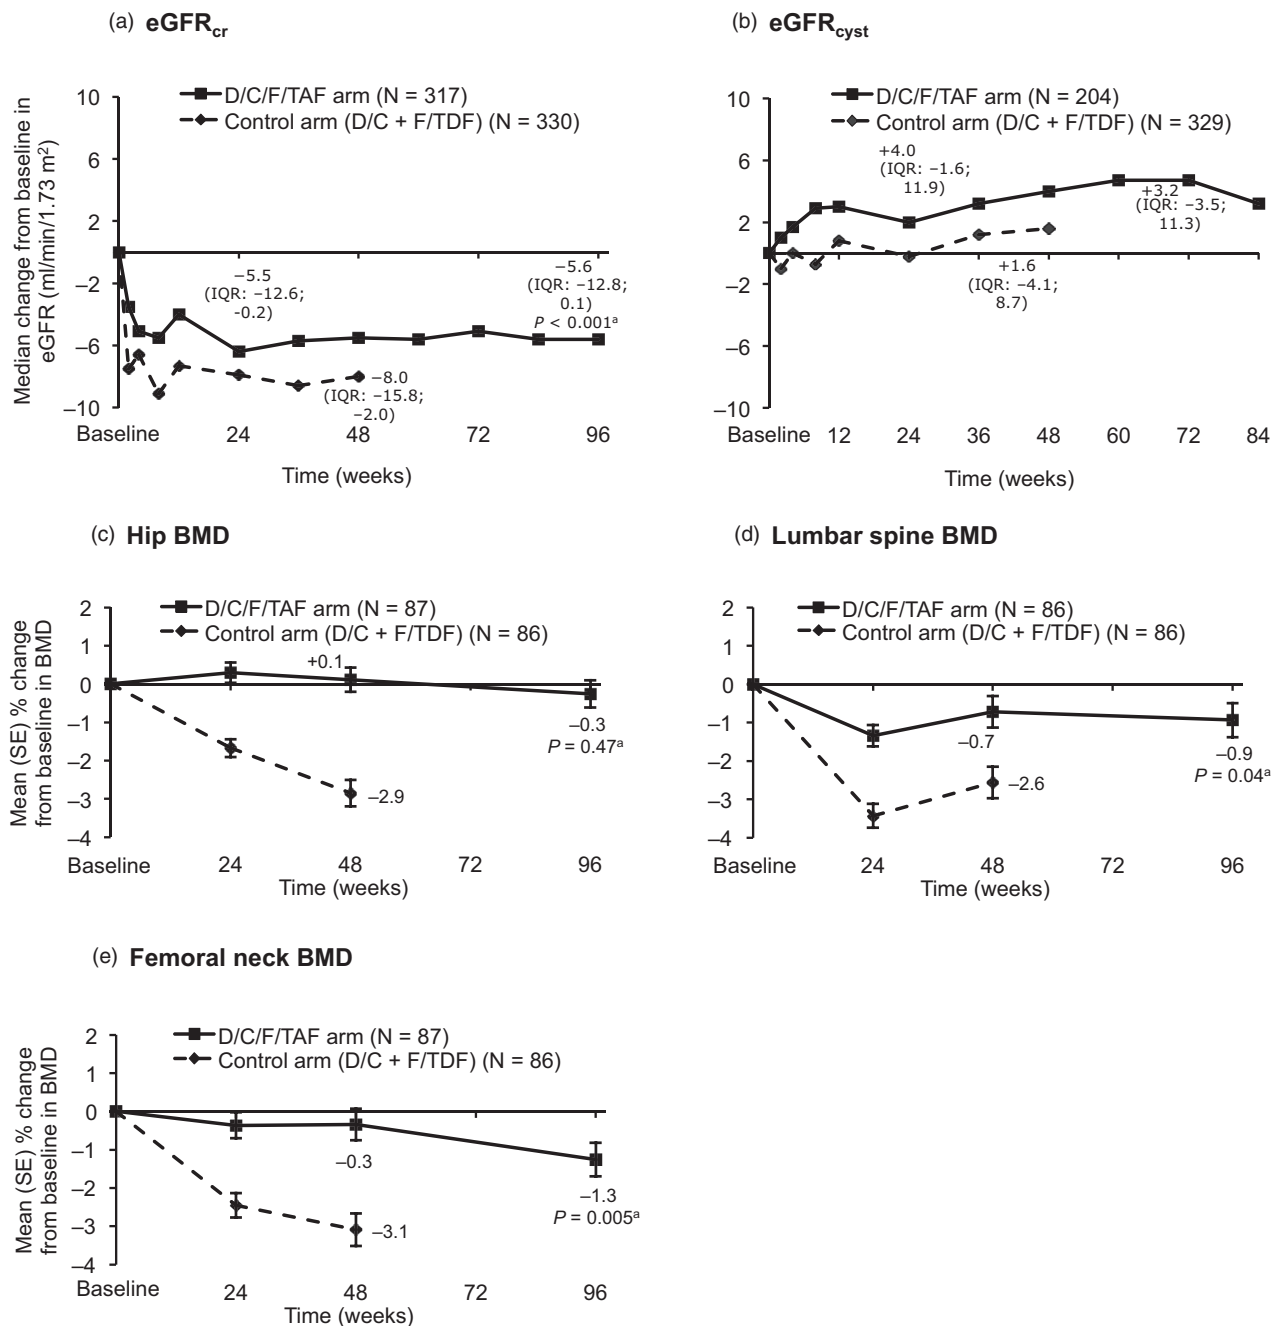 (a) eGFRcr
Median change from baseline in
eGFR (ml/min/1.73 m²)
D/C/F/TAF arm (N = 317)
Control arm (D/C + F/TDF) (N = 330)
10
6
2
–2
–6
–10
–5.5
(IQR: –12.6;
-0.2)
–5.6
(IQR: –12.8;
0.1)
P < 0.001ᵃ
–8.0
(IQR: –15.8;
–2.0)
Baseline 24 48 72 96
Time (weeks)
(b) eGFRcyst
D/C/F/TAF arm (N = 204)
Control arm (D/C + F/TDF) (N = 329)
10
6
2
–2
–6
–10
+4.0
(IQR: –1.6;
11.9)
+3.2
(IQR: –3.5;
11.3)
+1.6
(IQR: –4.1;
8.7)
Baseline 12 24 36 48 60 72 84
Time (weeks)
(c) Hip BMD
Mean (SE) % change
from baseline in BMD
D/C/F/TAF arm (N = 87)
Control arm (D/C + F/TDF) (N = 86)
2
1
0
–1
–2
–3
–4
+0.1
–0.3
P = 0.47ᵃ
–2.9
Baseline 24 48 72 96
Time (weeks)
(d) Lumbar spine BMD
D/C/F/TAF arm (N = 86)
Control arm (D/C + F/TDF) (N = 86)
2
1
0
–1
–2
–3
–4
–0.7
–0.9
P = 0.04ᵃ
–2.6
Baseline 24 48 72 96
Time (weeks)
(e) Femoral neck BMD
Mean (SE) % change
from baseline in BMD
D/C/F/TAF arm (N = 87)
Control arm (D/C + F/TDF) (N = 86)
2
1
0
–1
–2
–3
–4
–0.3
–1.3
P = 0.005ᵃ
–3.1
Baseline 24 48 72 96
Time (weeks)